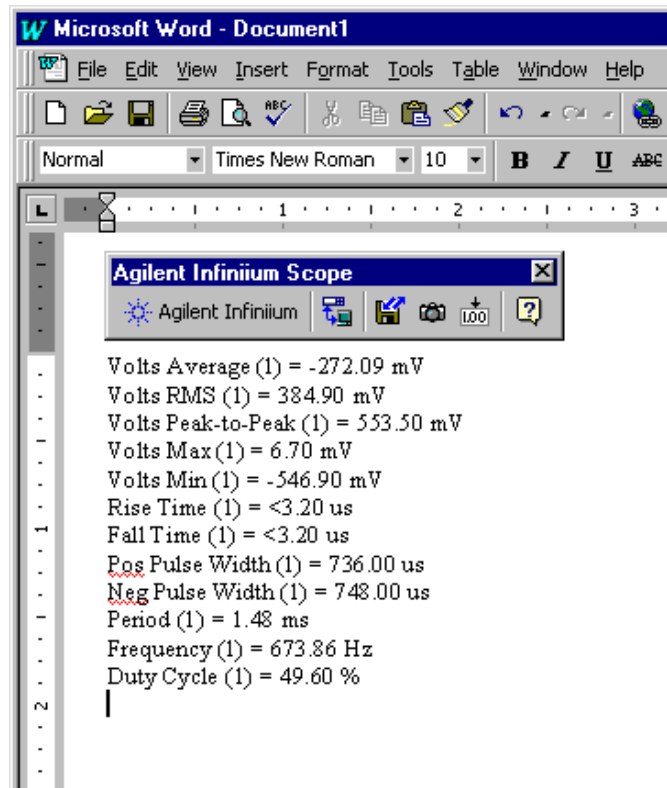 Microsoft Word - Document1
File Edit View Insert Format Tools Table Window Help
ABC
Normal Times New Roman 10 B I U ABC
L 1 2 3
Agilent Infiniium Scope
Agilent Infiniium 1.00 ?
Volts Average (1) = -272.09 mV
Volts RMS (1) = 384.90 mV
Volts Peak-to-Peak (1) = 553.50 mV
Volts Max (1) = 6.70 mV
Volts Min (1) = -546.90 mV
Rise Time (1) = <3.20 us
Fall Time (1) = <3.20 us
Pos Pulse Width (1) = 736.00 us
Neg Pulse Width (1) = 748.00 us
Period (1) = 1.48 ms
Frequency (1) = 673.86 Hz
Duty Cycle (1) = 49.60 %
1
2